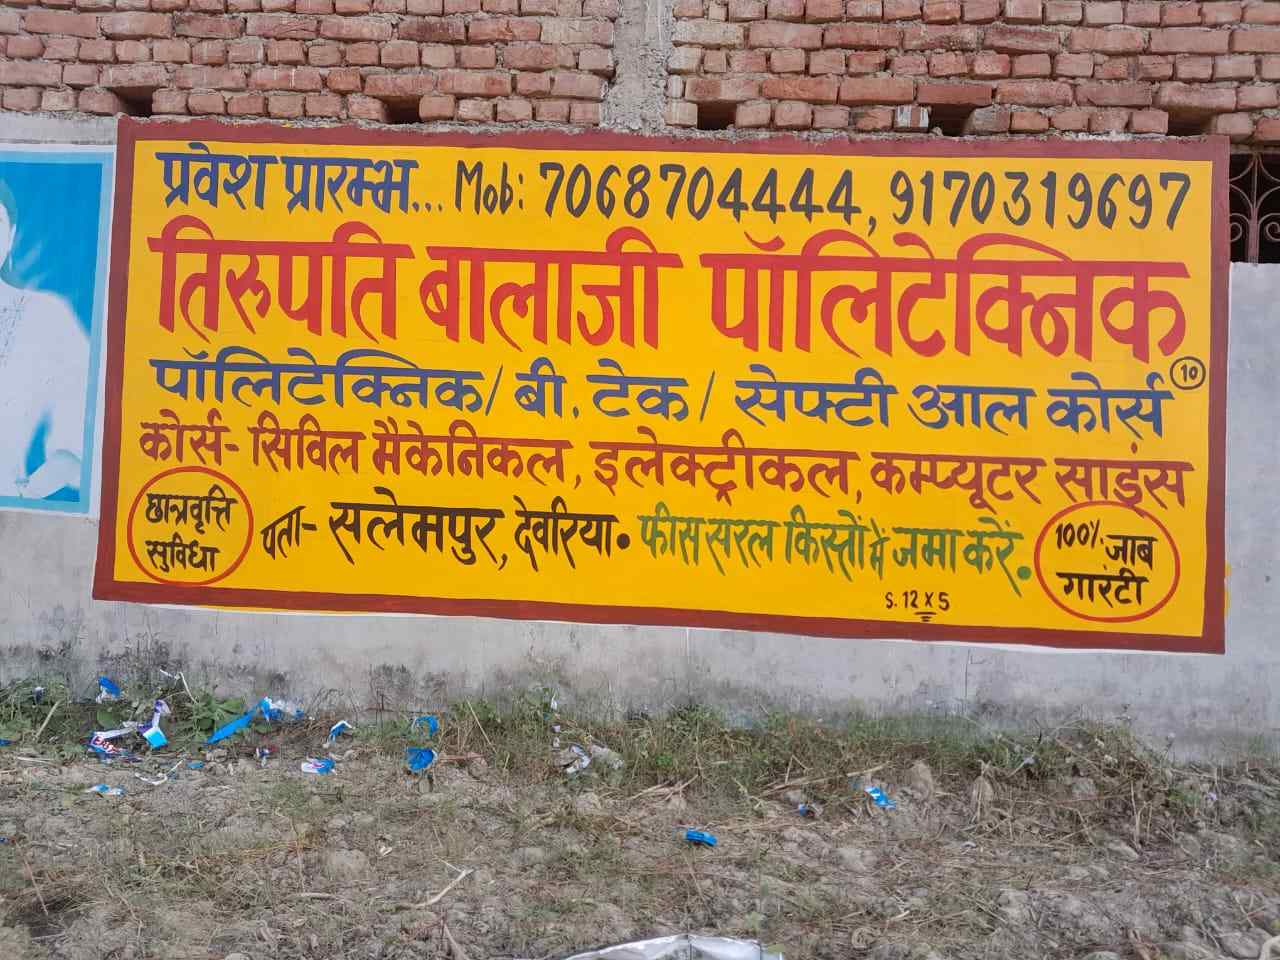 प्रवेश प्रारम्भ... Mob: 7068704444, 9170319697
तिरुपति बालाजी पॉलिटेक्निक
पॉलिटेक्निक/ बी. टेक / सेफ्टी आल कोर्स
10
कोर्स- सिविल मैकेनिकल, इलेक्ट्रीकल, कम्प्यूटर साइंस
छात्रवृत्ति
सुविधा
पता- सलेमपुर, देवरिया. फीस सरल किस्तों में जमा करें.
100% जाब
गारंटी
S. 12 x 5